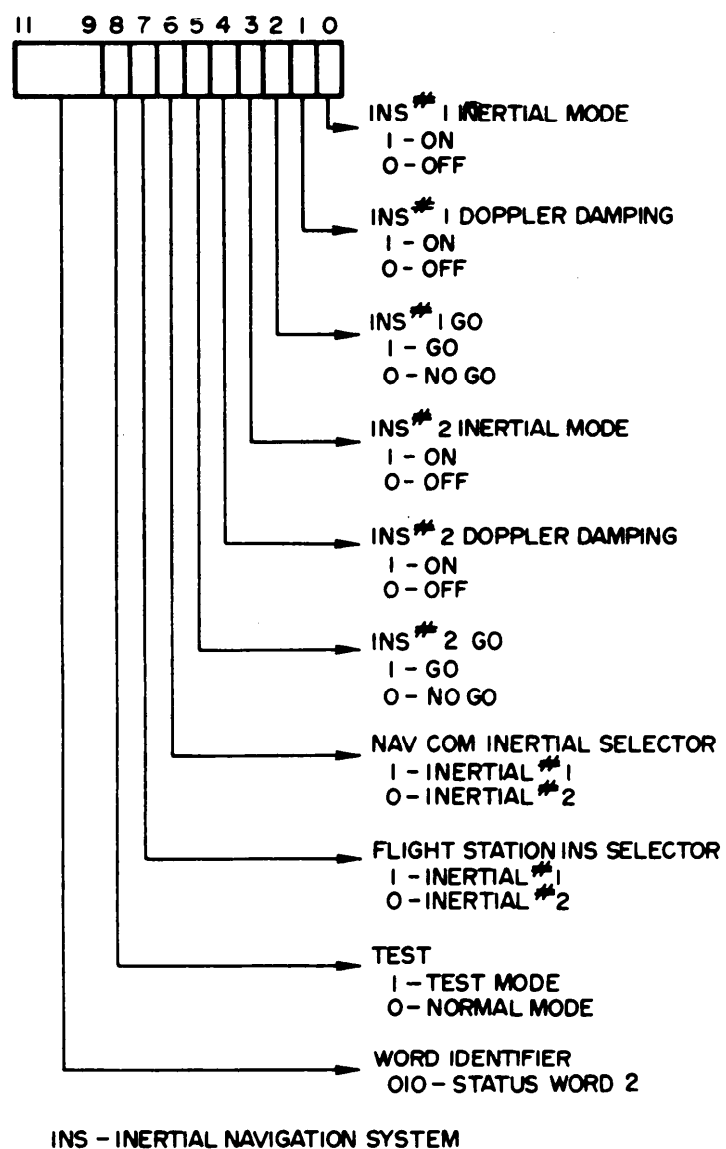 11 9 8 7 6 5 4 3 2 1 0
INS # 1 INERTIAL MODE
1 - ON
0 - OFF
INS # 1 DOPPLER DAMPING
1 - ON
0 - OFF
INS # 1 GO
1 - GO
0 - NO GO
INS # 2 INERTIAL MODE
1 - ON
0 - OFF
INS # 2 DOPPLER DAMPING
1 - ON
0 - OFF
INS # 2 GO
1 - GO
0 - NO GO
NAV COM INERTIAL SELECTOR
1 - INERTIAL # 1
0 - INERTIAL # 2
FLIGHT STATION INS SELECTOR
1 - INERTIAL # 1
0 - INERTIAL # 2
TEST
1 - TEST MODE
0 - NORMAL MODE
WORD IDENTIFIER
010 - STATUS WORD 2
INS - INERTIAL NAVIGATION SYSTEM